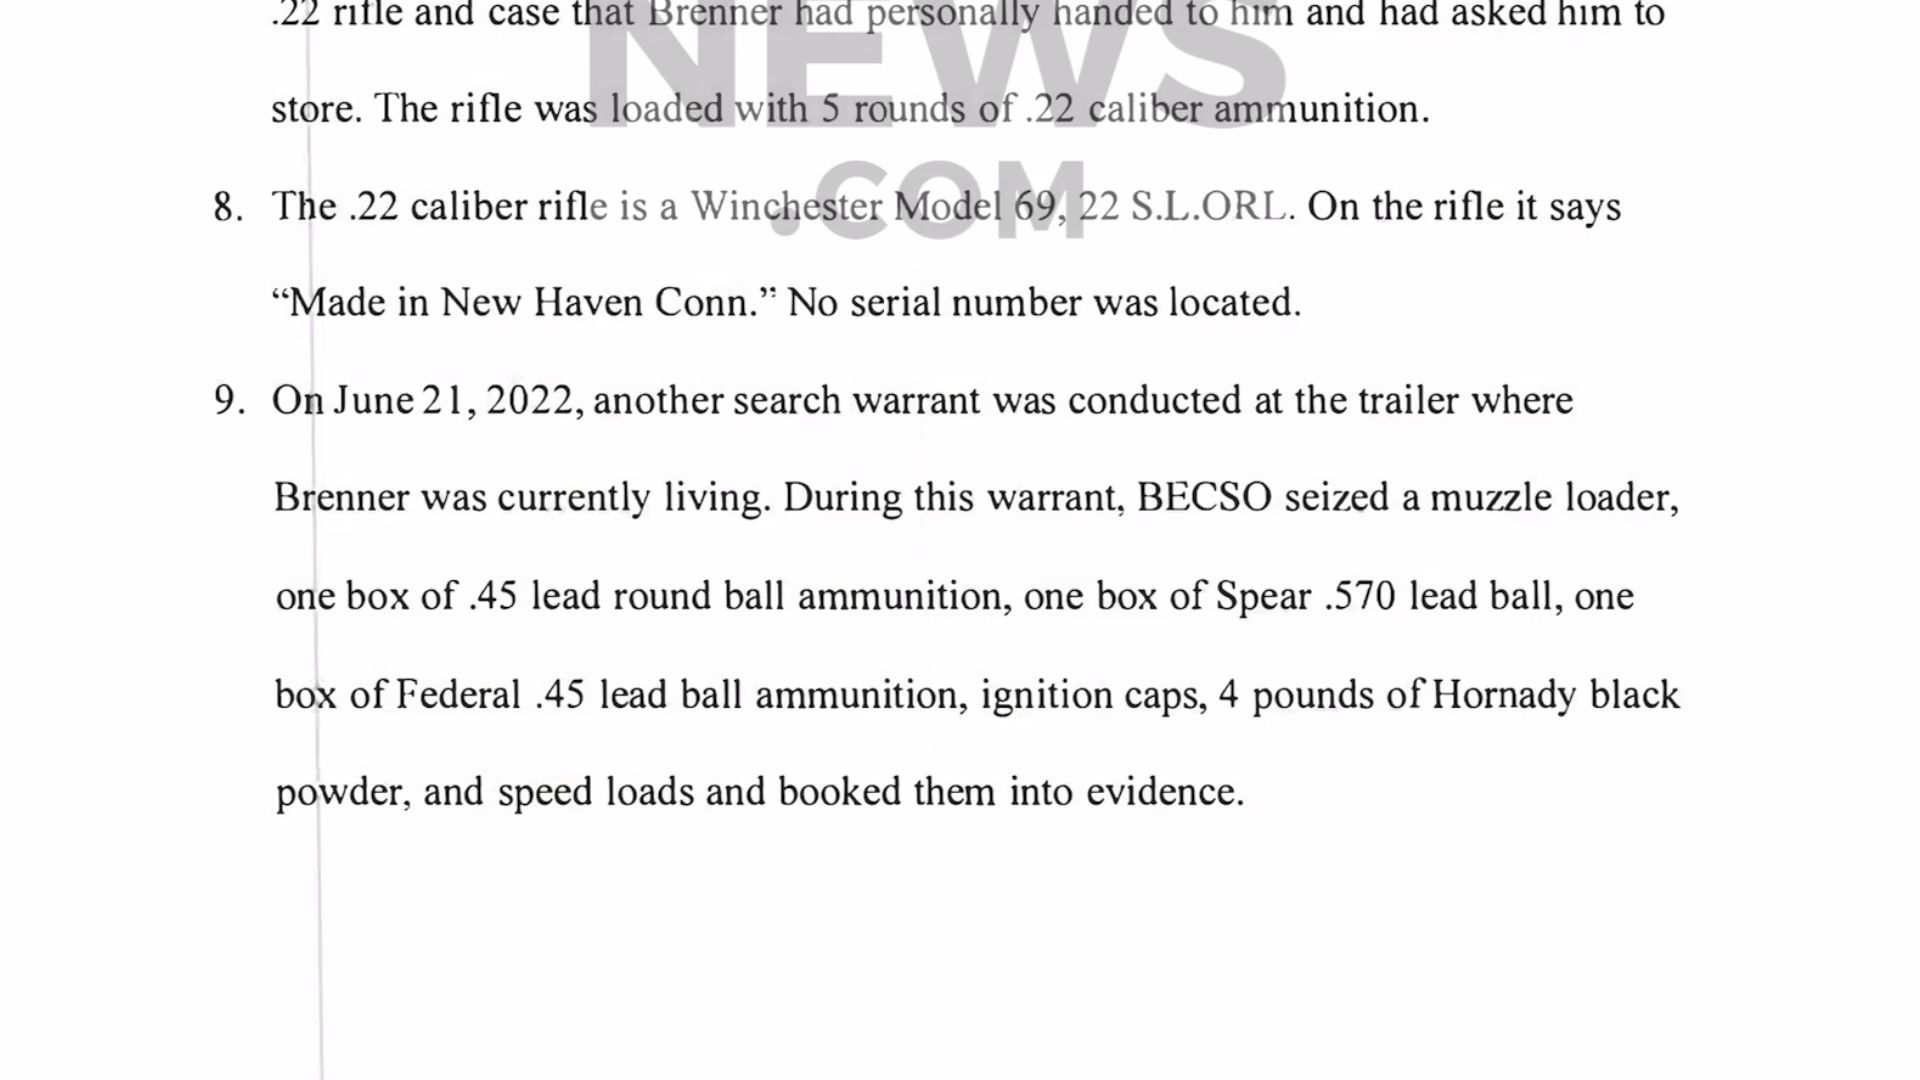 .22 rifle and case that Brenner had personally handed to him and had asked him to
NEWS
store. The rifle was loaded with 5 rounds of .22 caliber ammunition.
.COM
8. The .22 caliber rifle is a Winchester Model 69, 22 S.L.ORL. On the rifle it says
“Made in New Haven Conn.” No serial number was located.
9. On June 21, 2022, another search warrant was conducted at the trailer where
Brenner was currently living. During this warrant, BECSO seized a muzzle loader,
one box of .45 lead round ball ammunition, one box of Spear .570 lead ball, one
box of Federal .45 lead ball ammunition, ignition caps, 4 pounds of Hornady black
powder, and speed loads and booked them into evidence.